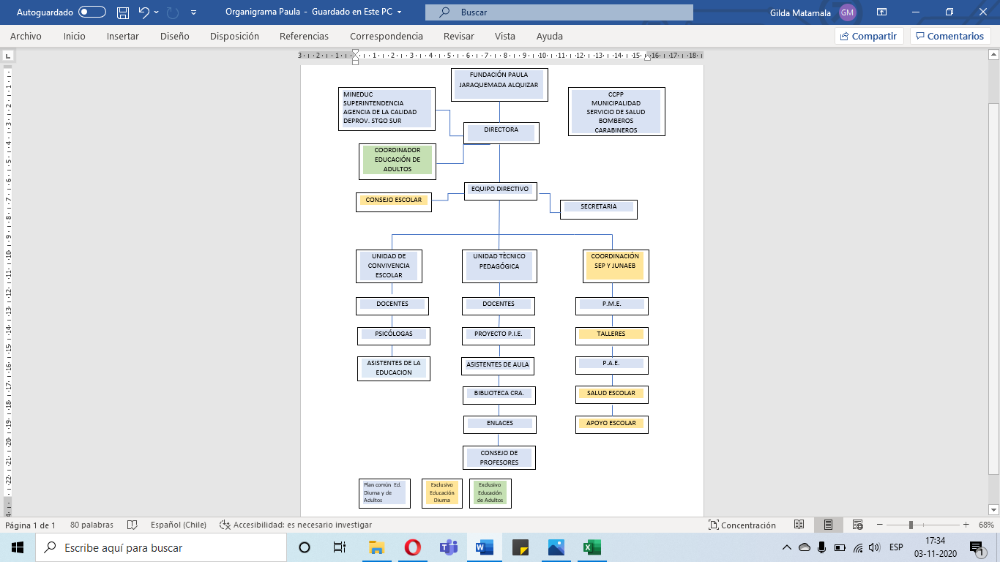 Autoguardado
Organigrama Paula - Guardado en Este PC
Buscar
Gilda Matamala
GM
Archivo
Inicio
Insertar
Diseño
Disposición
Referencias
Correspondencia
Revisar
Vista
Ayuda
Compartir
Comentarios
FUNDACIÓN PAULA
JARAQUEMADA ALQUIZAR
MINEDUC
SUPERINTENDENCIA
AGENCIA DE LA CALIDAD
DEPROV. STGO SUR
CCPP
MUNICIPALIDAD
SERVICIO DE SALUD
BOMBEROS
CARABINEROS
DIRECTORA
COORDINADOR
EDUCACIÓN DE
ADULTOS
EQUIPO DIRECTIVO
CONSEJO ESCOLAR
SECRETARIA
UNIDAD DE
CONVIVENCIA
ESCOLAR
UNIDAD TÈCNICO
PEDAGÓGICA
COORDINACIÓN
SEP Y JUNAEB
DOCENTES
DOCENTES
P.M.E.
PSICÓLOGAS
PROYECTO P.I.E.
TALLERES
ASISTENTES DE LA
EDUCACION
ASISTENTES DE AULA
P.A.E.
BIBLIOTECA CRA.
SALUD ESCOLAR
ENLACES
APOYO ESCOLAR
CONSEJO DE
PROFESORES
Plan común Ed.
Diurna y de
Adultos
Exclusivo
Educación
Diurna
Exclusivo
Educación
de Adultos
Página 1 de 1
80 palabras
Español (Chile)
Accesibilidad: es necesario investigar
Concentración
68%
Escribe aquí para buscar
ESP
17:34
03-11-2020
1